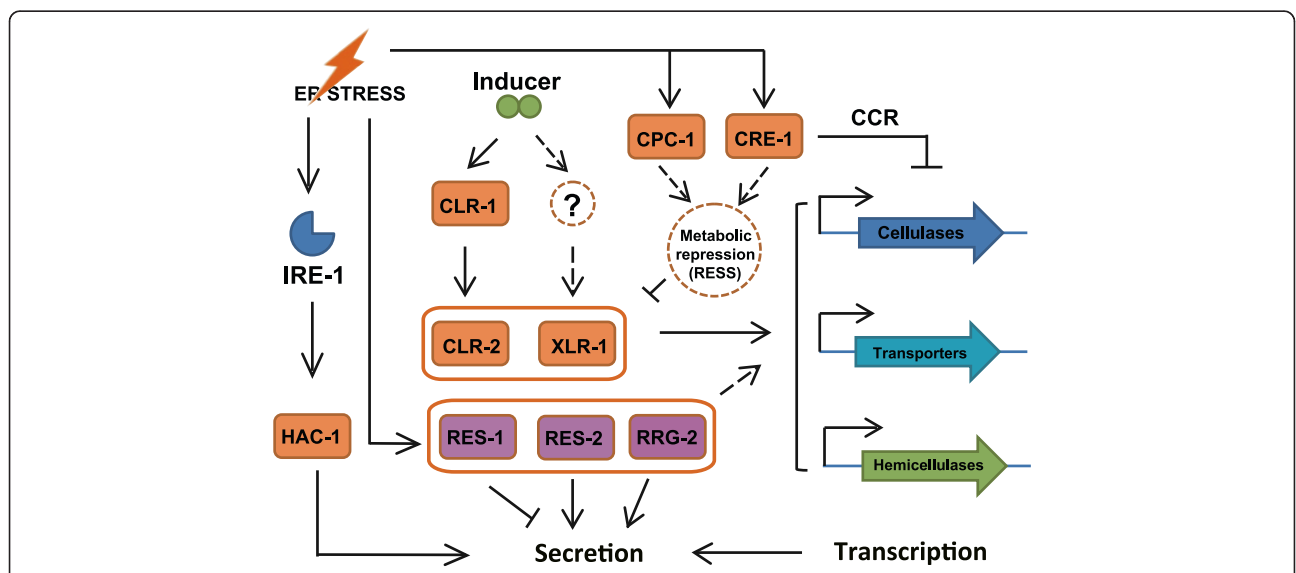 ER STRESS
Inducer
CPC-1
CRE-1
CCR
CLR-1
?
Metabolic
repression
(RESS)
Cellulases
IRE-1
CLR-2
XLR-1
Transporters
HAC-1
RES-1
RES-2
RRG-2
Hemicellulases
Secretion
Transcription